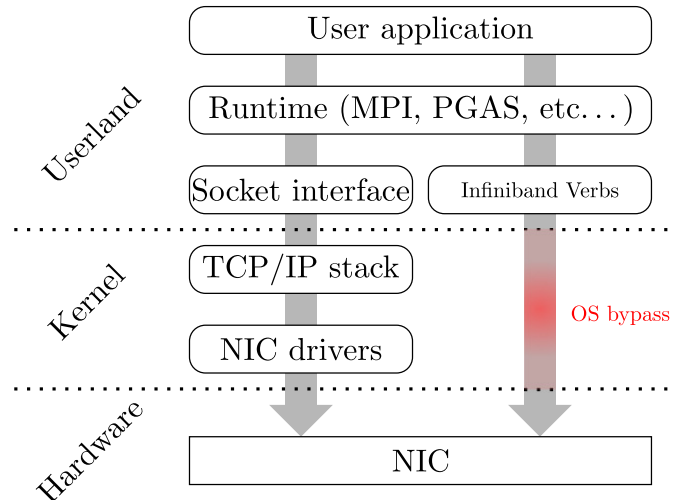 User application
Runtime (MPI, PGAS, etc...)
Userland
Socket interface
Infiniband Verbs
TCP/IP stack
Kernel
OS bypass
NIC drivers
Hardware
NIC